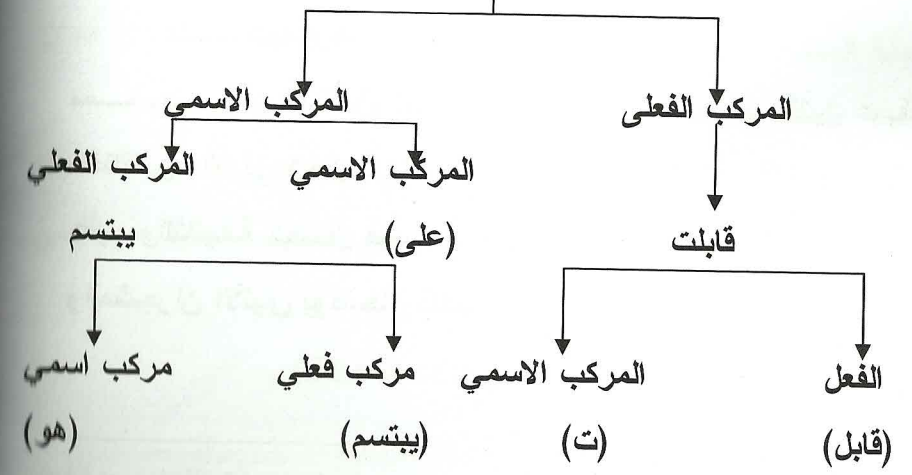 المركب الفعلى المركب الاسمي
المركب الاسمي المركب الفعلي
قابلت (على) يبتسم
الفعل المركب الاسمي مركب فعلي مركب اسمي
(قابل) (ت) (يبتسم) (هو)